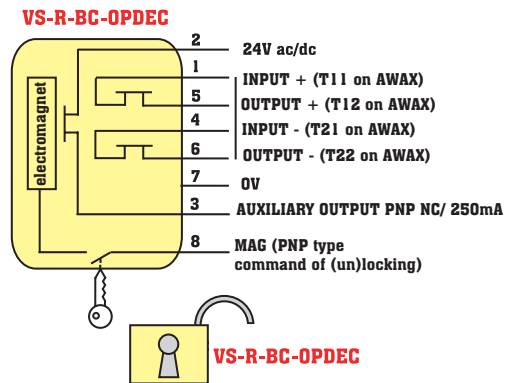 VS-R-BC-OPDEC
2 24V ac/dc
1 INPUT + (T11 on AWAX)
5 OUTPUT + (T12 on AWAX)
4 INPUT - (T21 on AWAX)
6 OUTPUT - (T22 on AWAX)
7 0V
3 AUXILIARY OUTPUT PNP NC/ 250mA
8 MAG (PNP type
command of (un)locking)
electromagnet
VS-R-BC-OPDEC